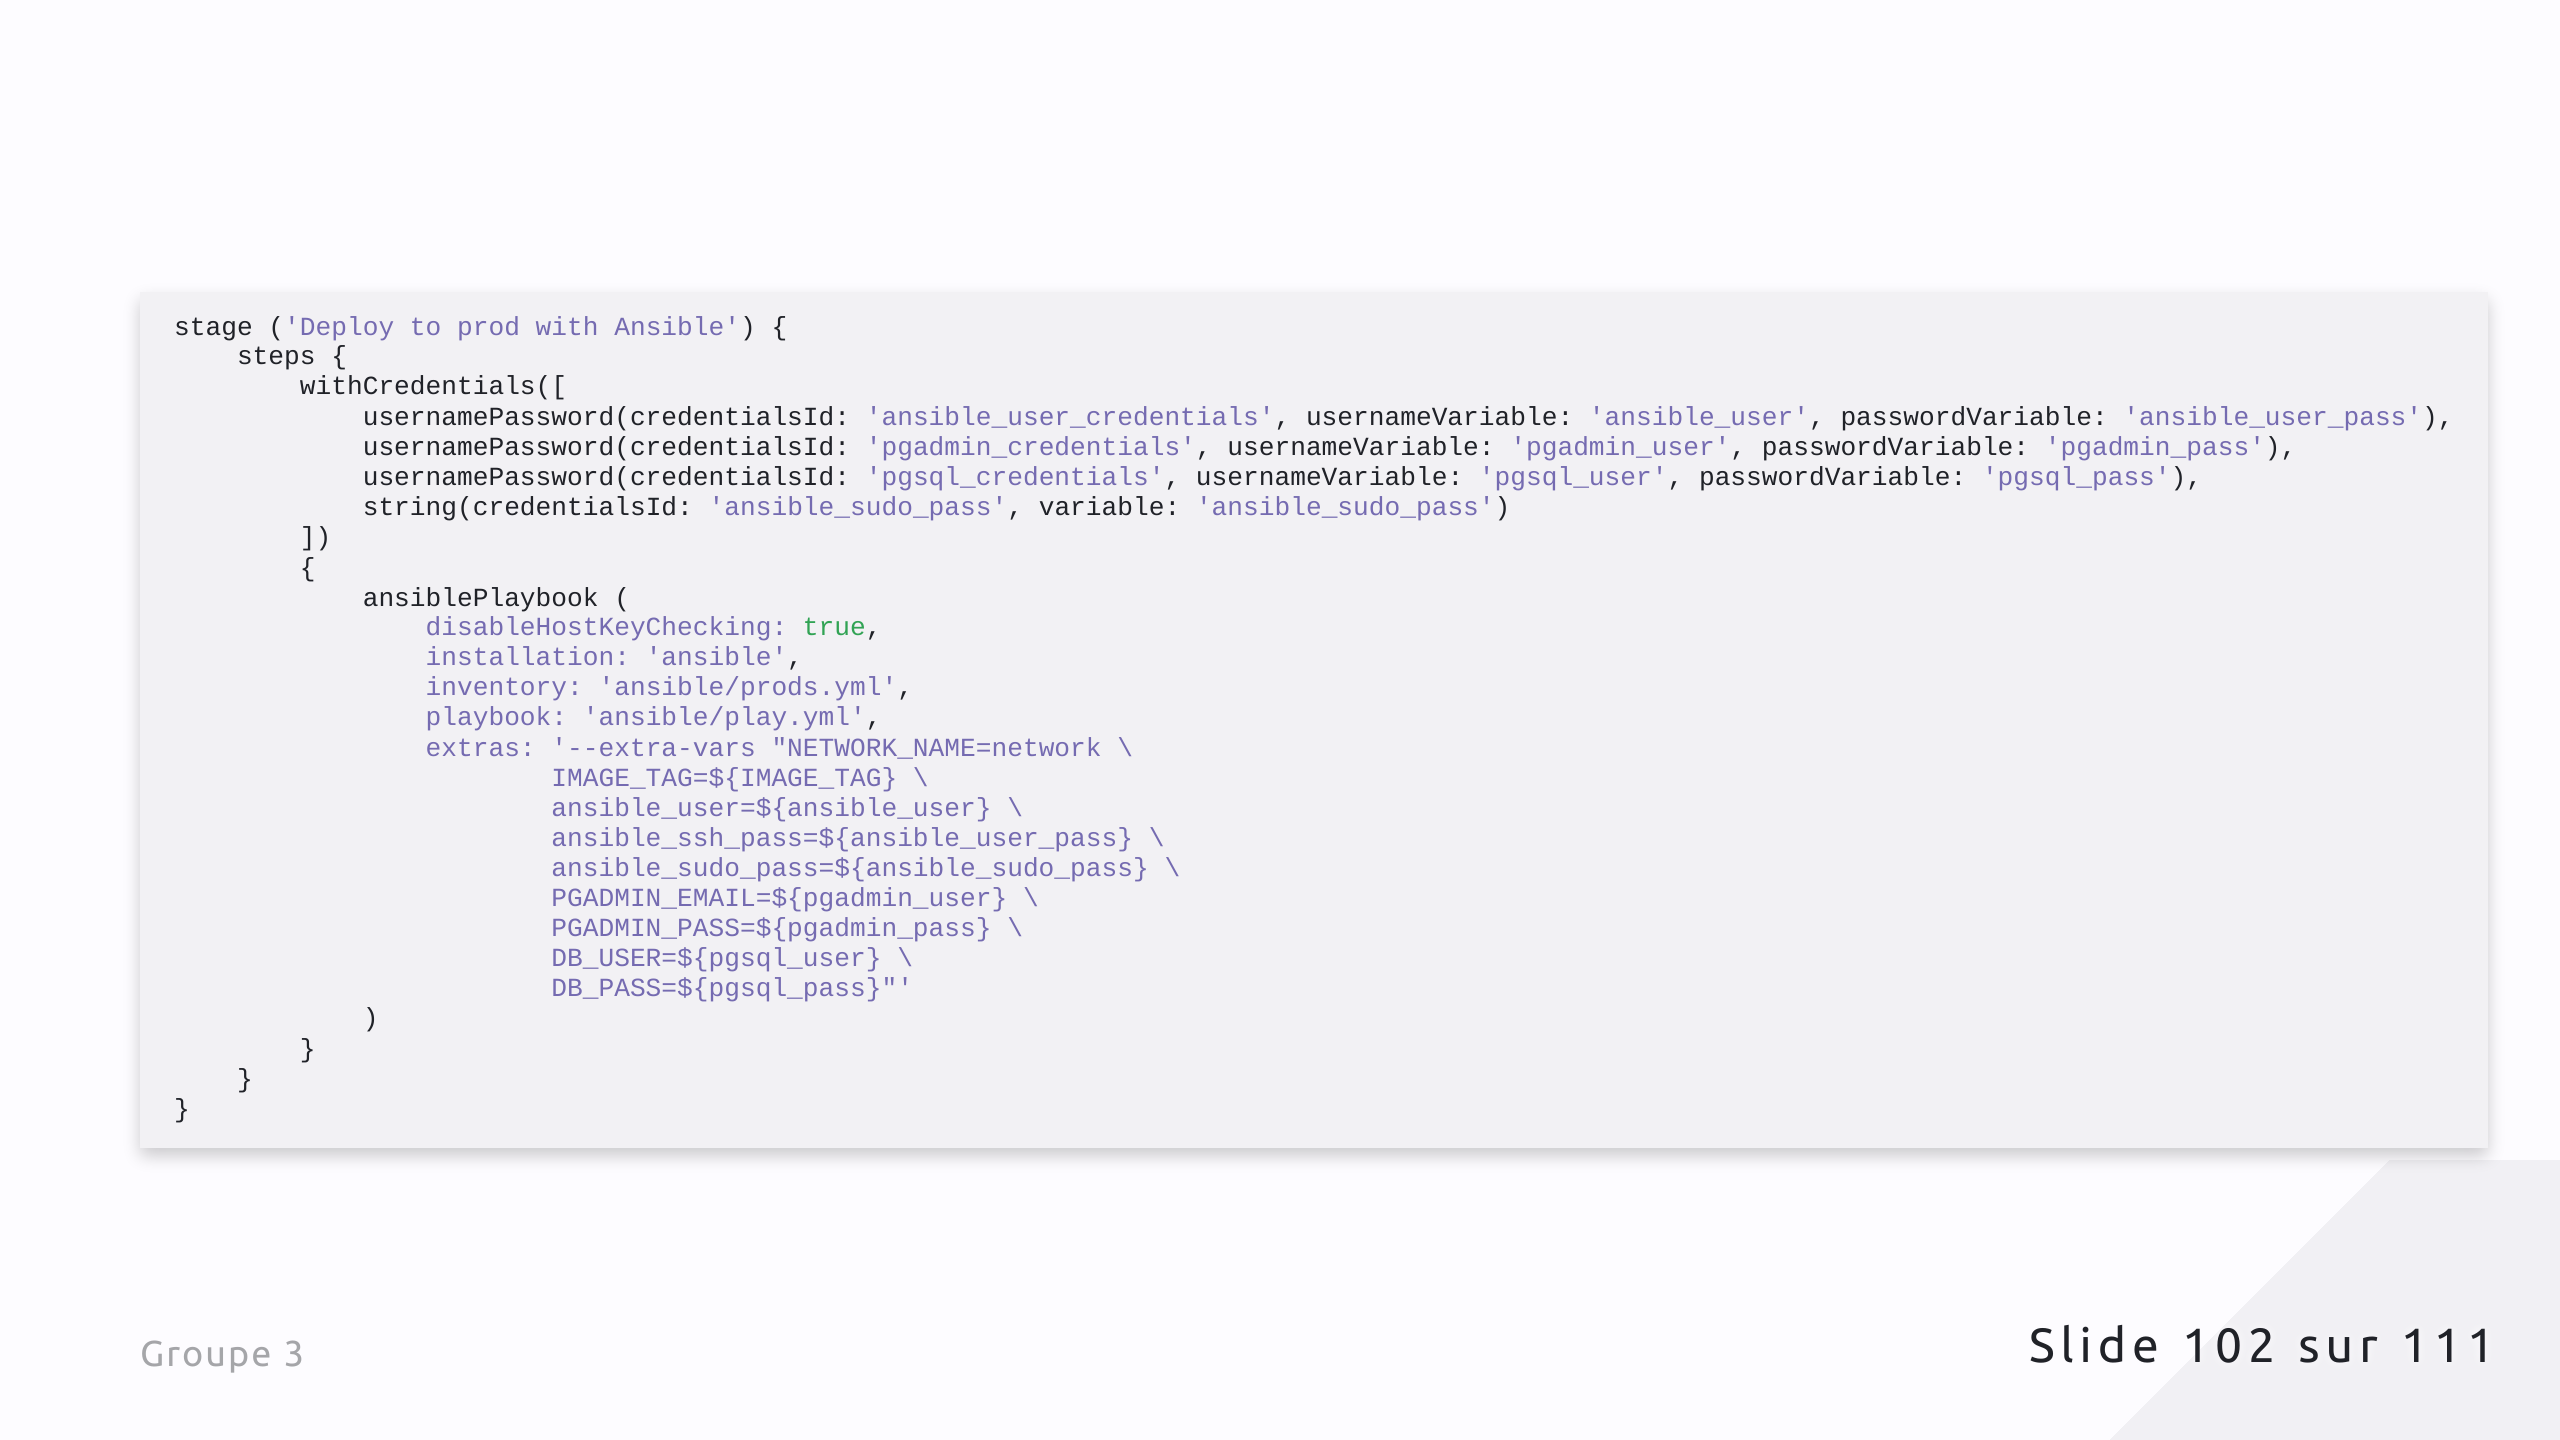 stage ('Deploy to prod with Ansible') {
    steps {
        withCredentials([
            usernamePassword(credentialsId: 'ansible_user_credentials', usernameVariable: 'ansible_user', passwordVariable: 'ansible_user_pass'),
            usernamePassword(credentialsId: 'pgadmin_credentials', usernameVariable: 'pgadmin_user', passwordVariable: 'pgadmin_pass'),
            usernamePassword(credentialsId: 'pgsql_credentials', usernameVariable: 'pgsql_user', passwordVariable: 'pgsql_pass'),
            string(credentialsId: 'ansible_sudo_pass', variable: 'ansible_sudo_pass')
        ])
        {
            ansiblePlaybook (
                disableHostKeyChecking: true,
                installation: 'ansible',
                inventory: 'ansible/prods.yml',
                playbook: 'ansible/play.yml',
                extras: '--extra-vars "NETWORK_NAME=network \
                        IMAGE_TAG=${IMAGE_TAG} \
                        ansible_user=${ansible_user} \
                        ansible_ssh_pass=${ansible_user_pass} \
                        ansible_sudo_pass=${ansible_sudo_pass} \
                        PGADMIN_EMAIL=${pgadmin_user} \
                        PGADMIN_PASS=${pgadmin_pass} \
                        DB_USER=${pgsql_user} \
                        DB_PASS=${pgsql_pass}"'
            )
        }
    }
}
Groupe 3
Slide 102 sur 111